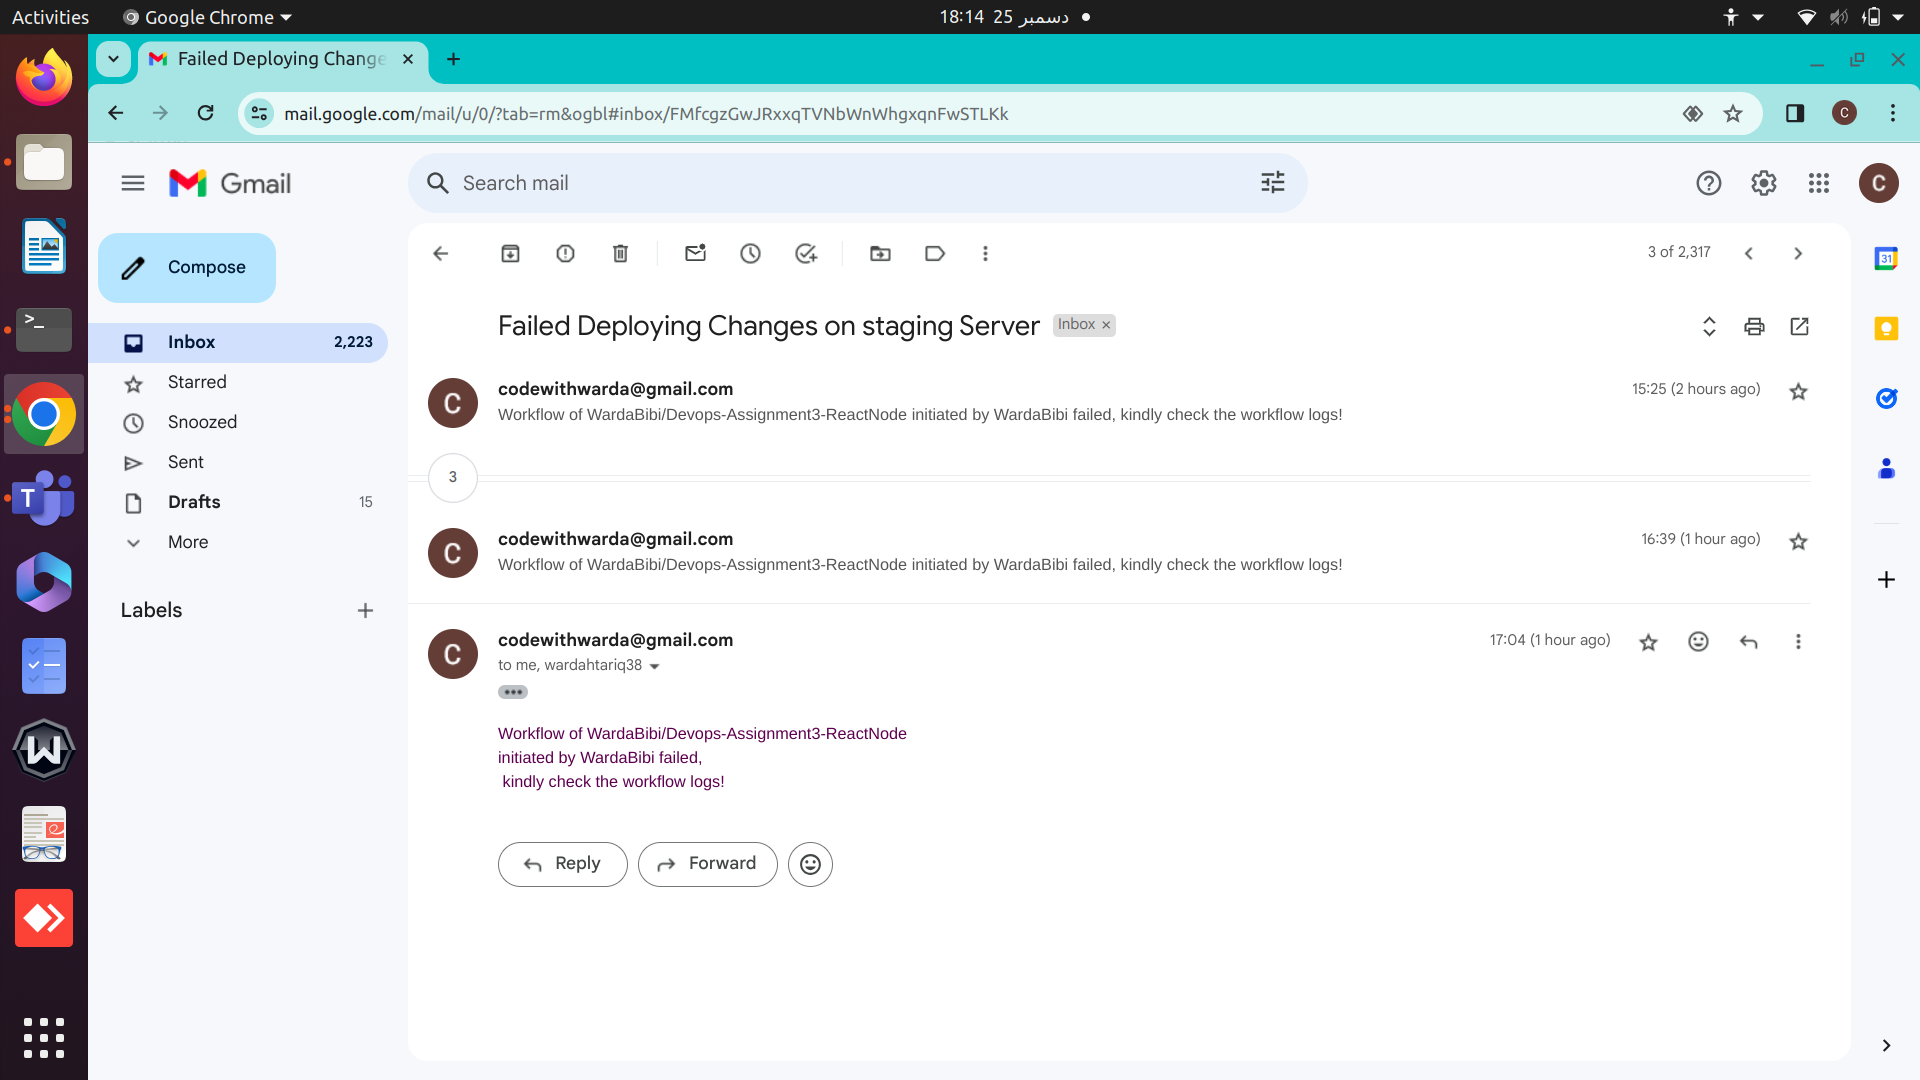 Activities
Google Chrome
18:14 25 دسمبر
Failed Deploying Change
mail.google.com/mail/u/0/?tab=rm&ogbl#inbox/FMfcgzGwJRxxqTVNbWnWhgxqnFwSTLKk
C
Gmail
Search mail
C
Compose
3 of 2,317
31
Failed Deploying Changes on staging Server
Inbox ×
Inbox 2,223
Starred
Snoozed
Sent
Drafts 15
More
Labels
C
codewithwarda@gmail.com
15:25 (2 hours ago)
Workflow of WardaBibi/Devops-Assignment3-ReactNode initiated by WardaBibi failed, kindly check the workflow logs!
3
C
codewithwarda@gmail.com
16:39 (1 hour ago)
Workflow of WardaBibi/Devops-Assignment3-ReactNode initiated by WardaBibi failed, kindly check the workflow logs!
C
codewithwarda@gmail.com
17:04 (1 hour ago)
to me, wardahtariq38
Workflow of WardaBibi/Devops-Assignment3-ReactNode
initiated by WardaBibi failed,
kindly check the workflow logs!
Reply
Forward
>_
T
W